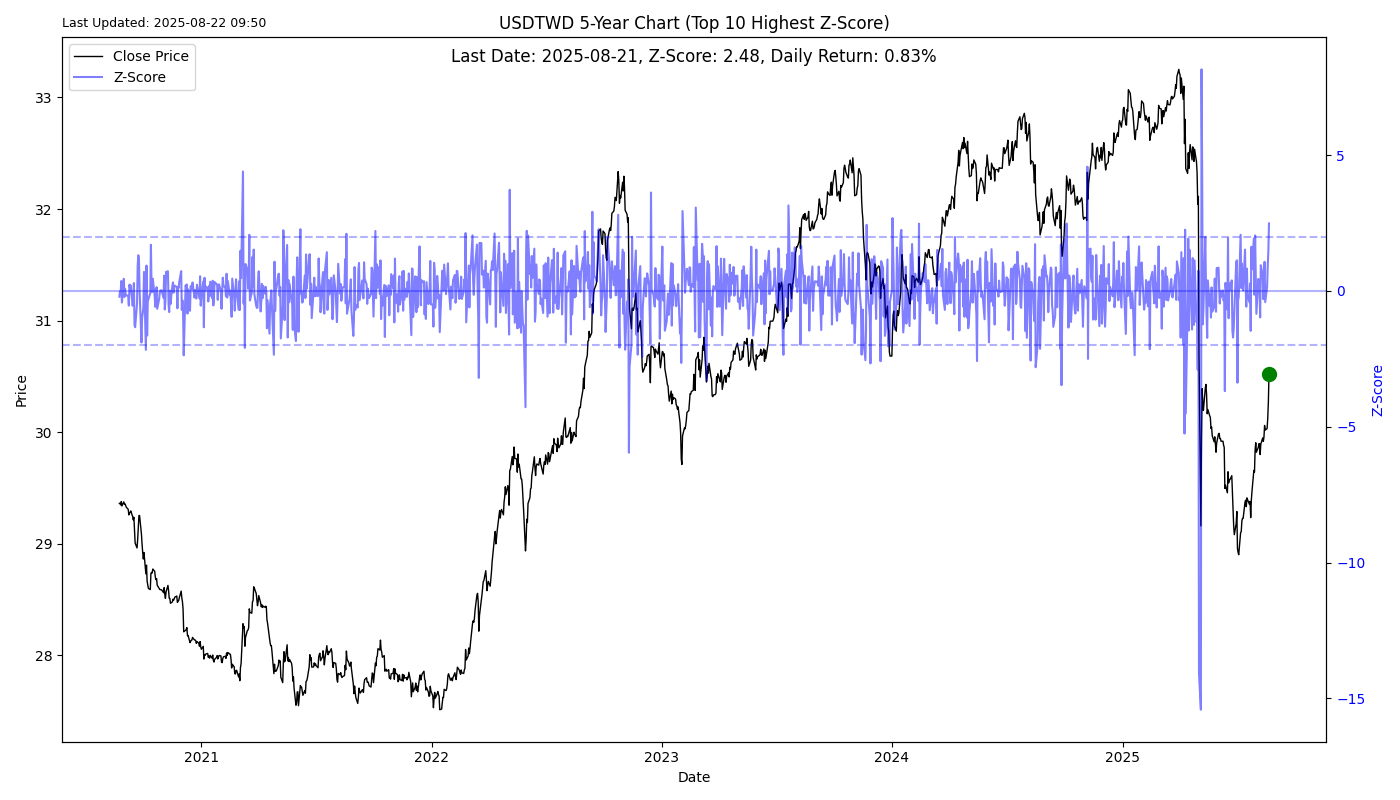 Last Updated: 2025-08-22 09:50
USDTWD 5-Year Chart (Top 10 Highest Z-Score)
Last Date: 2025-08-21, Z-Score: 2.48, Daily Return: 0.83%
Close Price
Z-Score
33
32
31
30
29
28
Price
5
0
−5
−10
−15
Z-Score
2021
2022
2023
2024
2025
Date